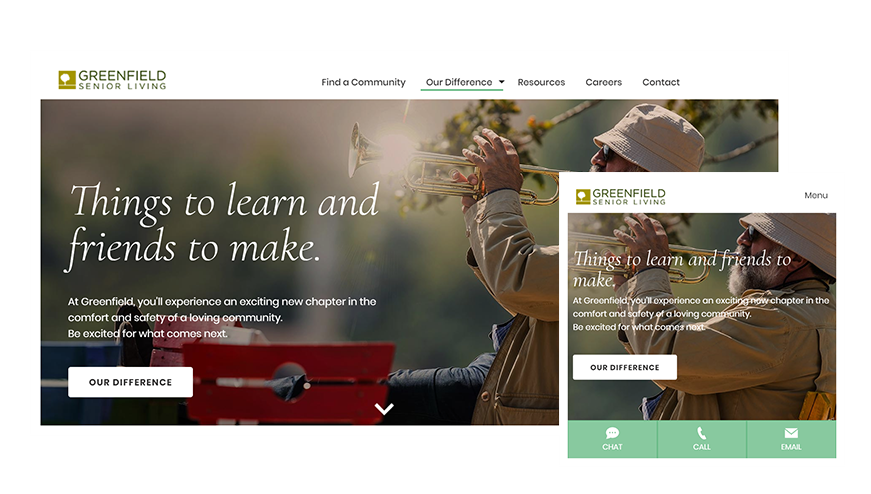 GREENFIELD
SENIOR LIVING
Find a Community Our Difference Resources Careers Contact
Things to learn and
friends to make.
At Greenfield, you'll experience an exciting new chapter in the
comfort and safety of a loving community.
Be excited for what comes next.
OUR DIFFERENCE
GREENFIELD
SENIOR LIVING
Menu
Things to learn and friends to
make.
At Greenfield, you'll experience an exciting new chapter in the
comfort and safety of a loving community.
Be excited for what comes next.
OUR DIFFERENCE
CHAT CALL EMAIL